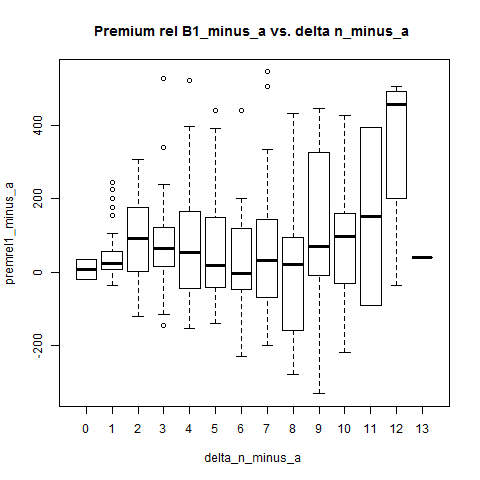 Premium rel B1_minus_a vs. delta n_minus_a
premrel1_minus_a
400
200
0
-200
0 1 2 3 4 5 6 7 8 9 10 11 12 13
delta_n_minus_a